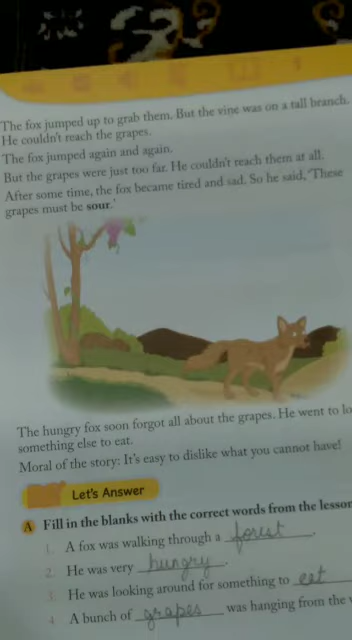 The fox jumped up to grab them. But the vine was on a tall branch.
He couldn't reach the grapes.
The fox jumped again and again.
But the grapes were just too far. He couldn't reach them at all.
After some time, the fox became tired and sad. So he said, 'These
grapes must be sour.'
The hungry fox soon forgot all about the grapes. He went to
something else to eat.
Moral of the story: It's easy to dislike what you cannot have!
Let's Answer
A Fill in the blanks with the correct words from the
1. A fox was walking through a forist.
2. He was very hungry.
3. He was looking around for something to eat
4. A bunch of grapes was hanging from the